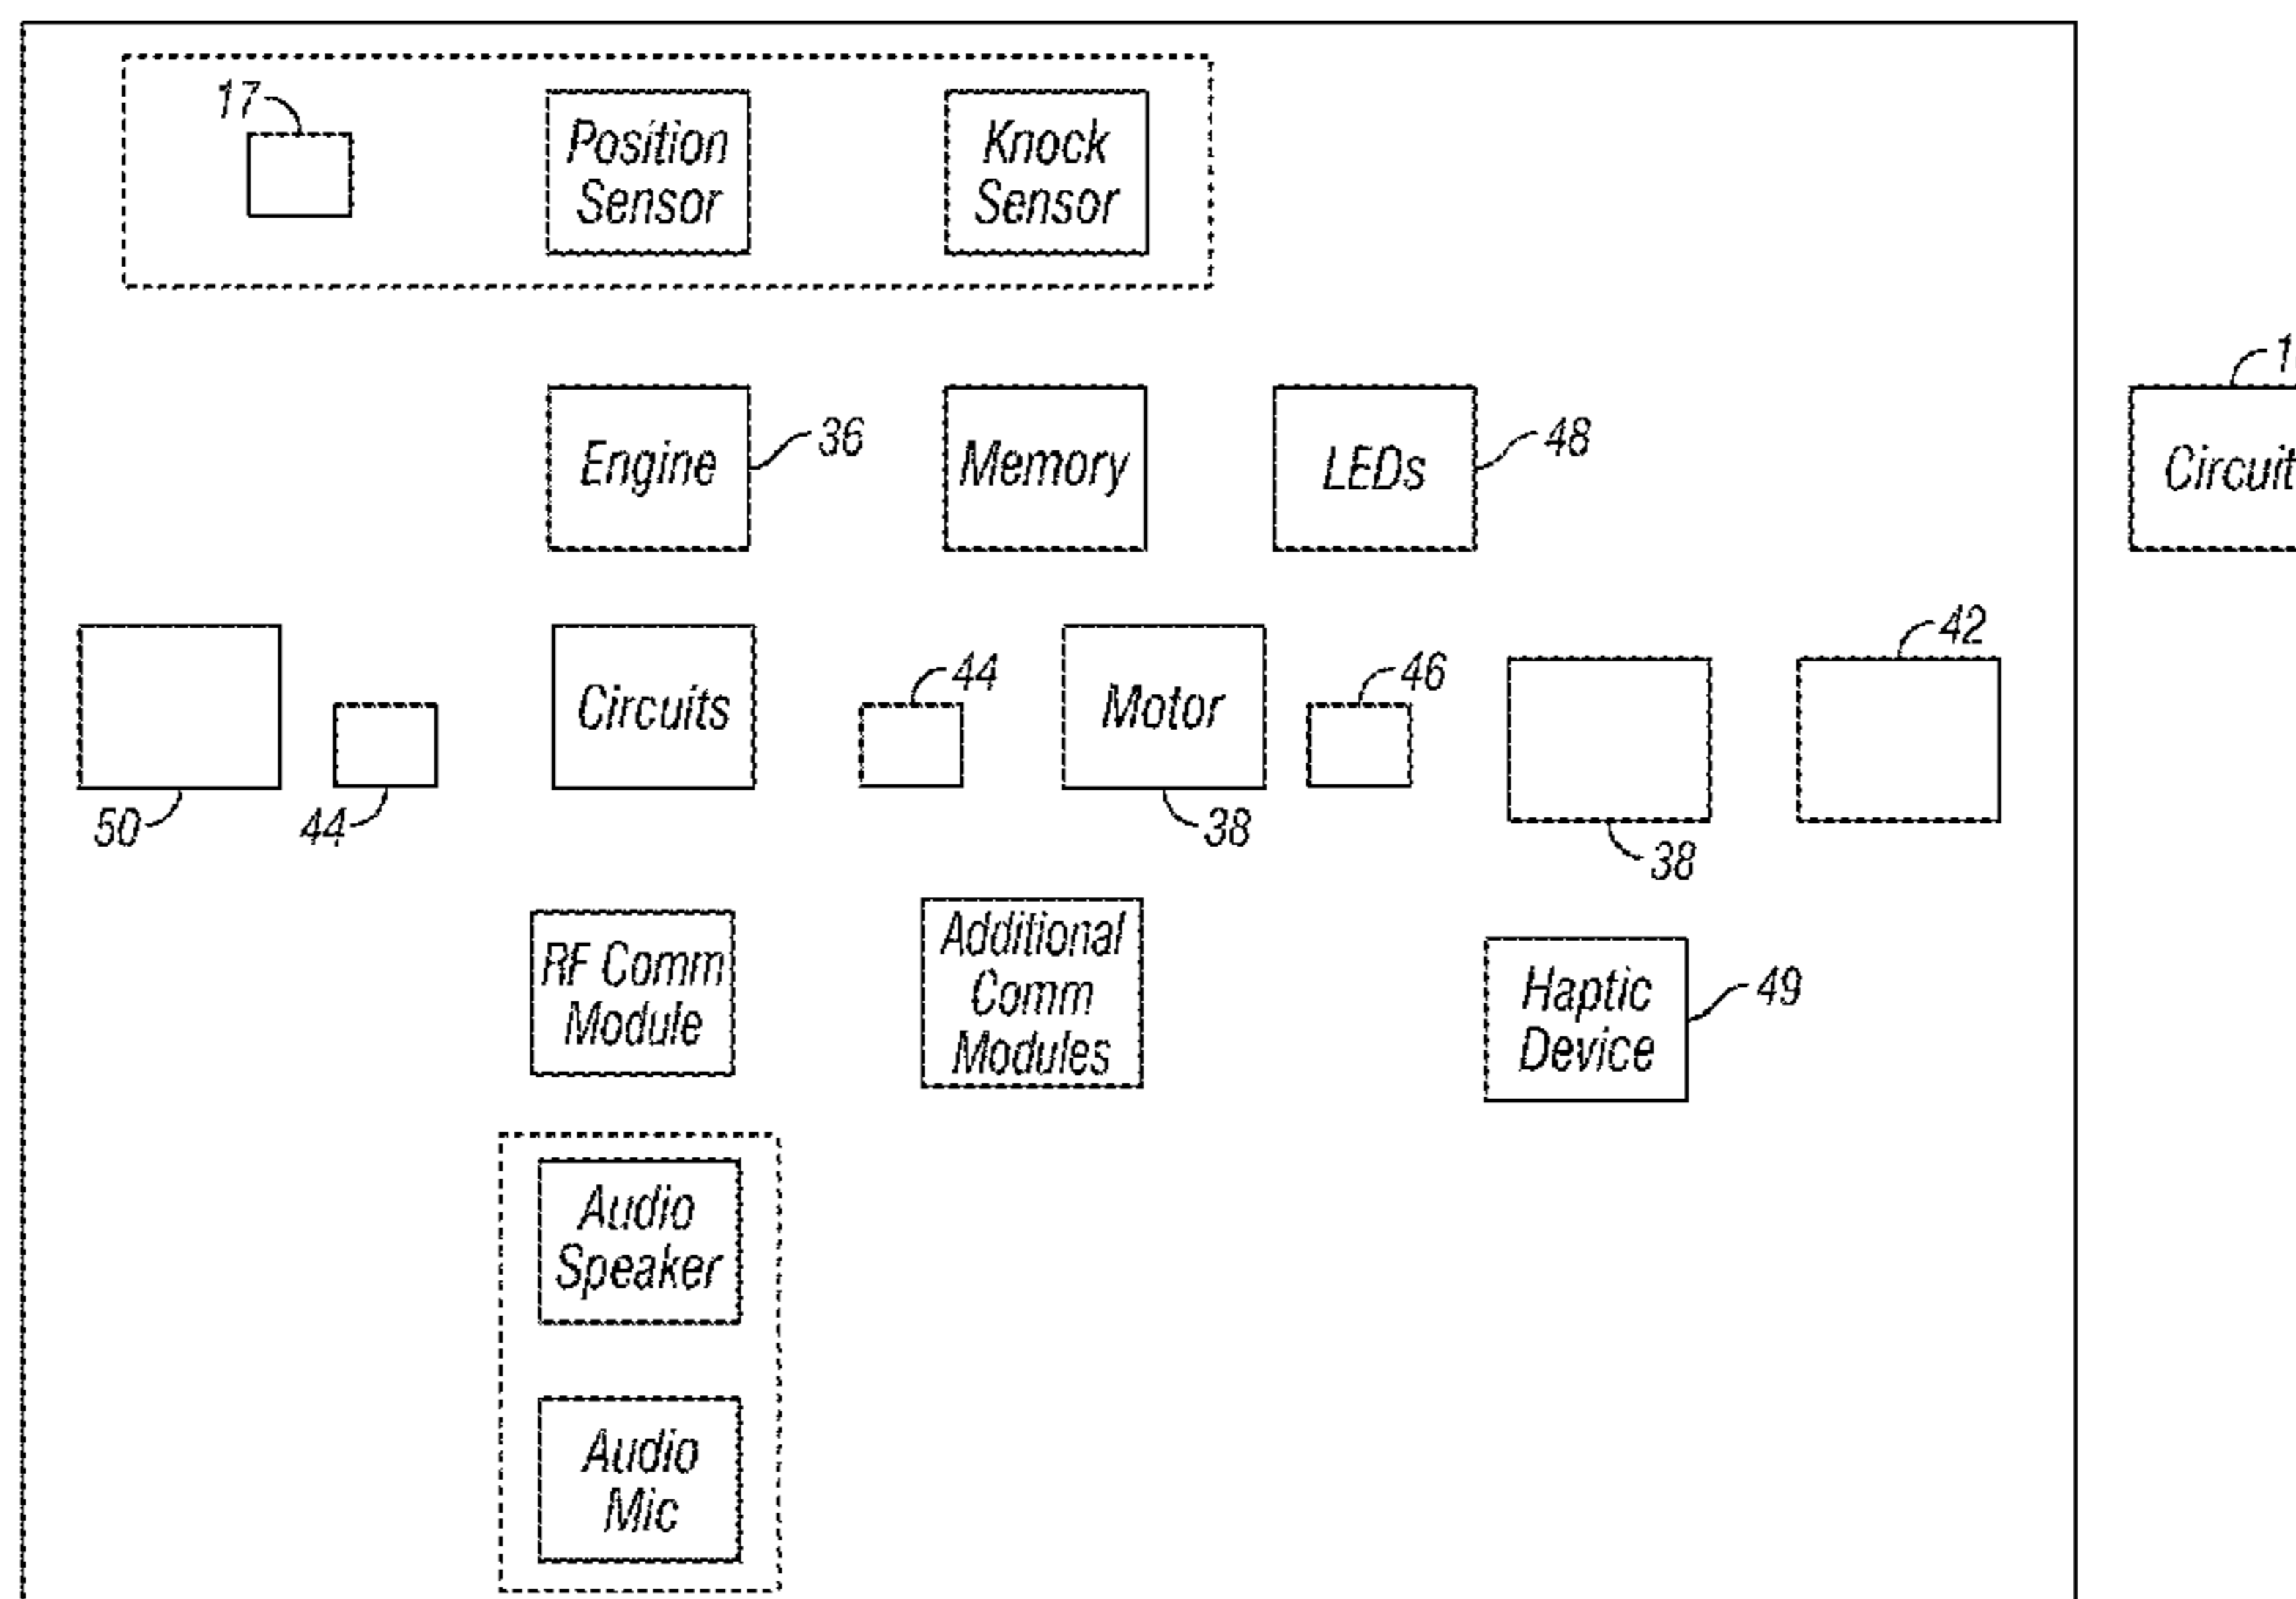 17
Position
Sensor
Knock
Sensor
Engine
36
Memory
LEDs
48
Circuit
50
44
Circuits
44
Motor
38
46
38
42
RF Comm
Module
Additional
Comm
Modules
Haptic
Device
49
Audio
Speaker
Audio
Mic